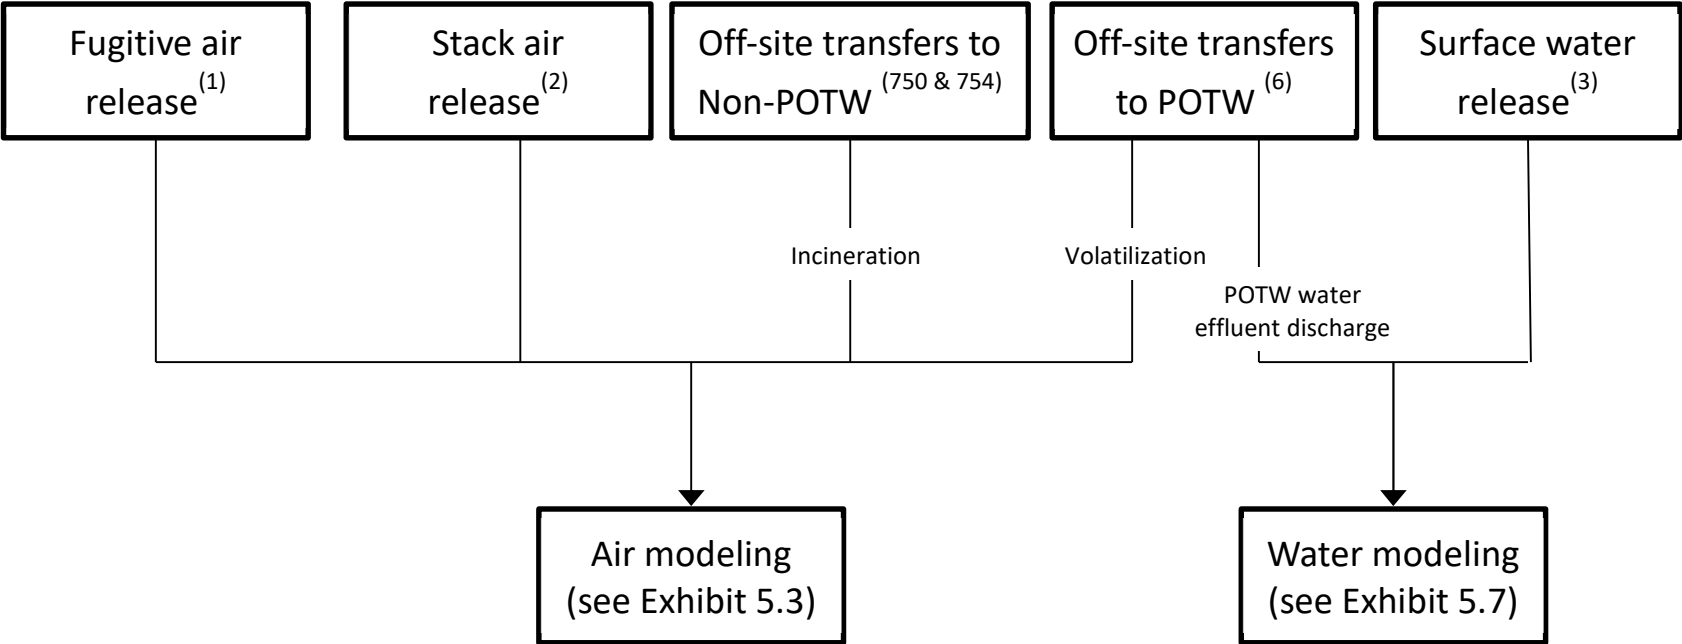 Fugitive air
release(1)
Stack air
release(2)
Off-site transfers to
Non-POTW (750 & 754)
Off-site transfers
to POTW (6)
Surface water
release(3)
Incineration
Volatilization
POTW water
effluent discharge
Air modeling
(see Exhibit 5.3)
Water modeling
(see Exhibit 5.7)